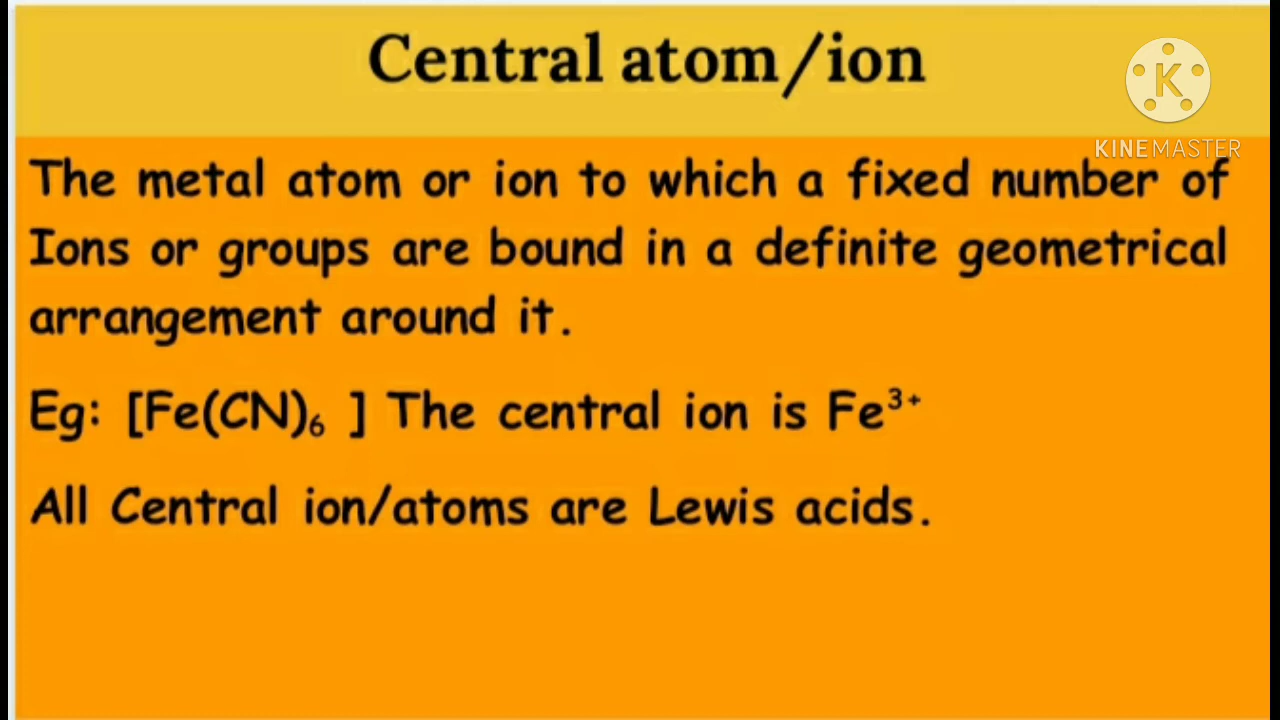 Central atom/ion
K
KINEMASTER
The metal atom or ion to which a fixed number of
Ions or groups are bound in a definite geometrical
arrangement around it.
Eg: [Fe(CN)₆ ] The central ion is Fe³⁺
All Central ion/atoms are Lewis acids.